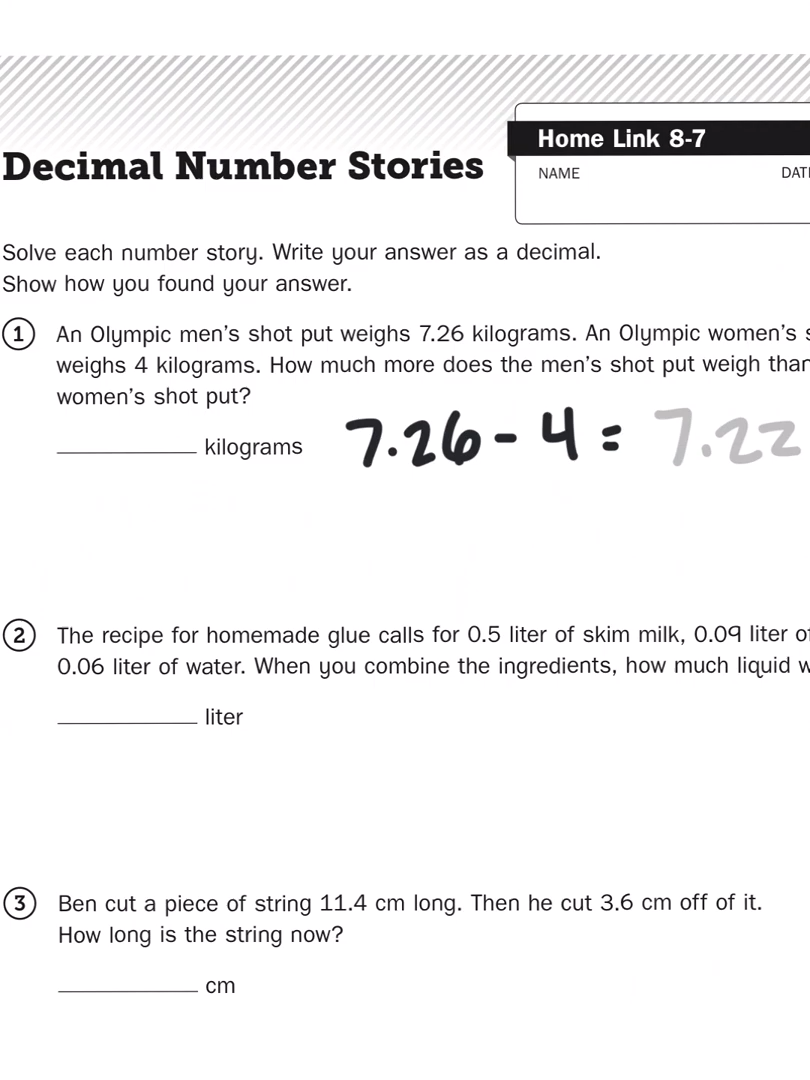 Home Link 8-7
Decimal Number Stories
NAME
Solve each number story. Write your answer as a decimal.
Show how you found your answer.
1 An Olympic men's shot put weighs 7.26 kilograms. An Olympic women's
weighs 4 kilograms. How much more does the men's shot put weigh than
women's shot put?
kilograms 7.26 - 4 = 7.22
2 The recipe for homemade glue calls for 0.5 liter of skim milk, 0.09 liter of
0.06 liter of water. When you combine the ingredients, how much liquid
liter
3 Ben cut a piece of string 11.4 cm long. Then he cut 3.6 cm off of it.
How long is the string now?
cm